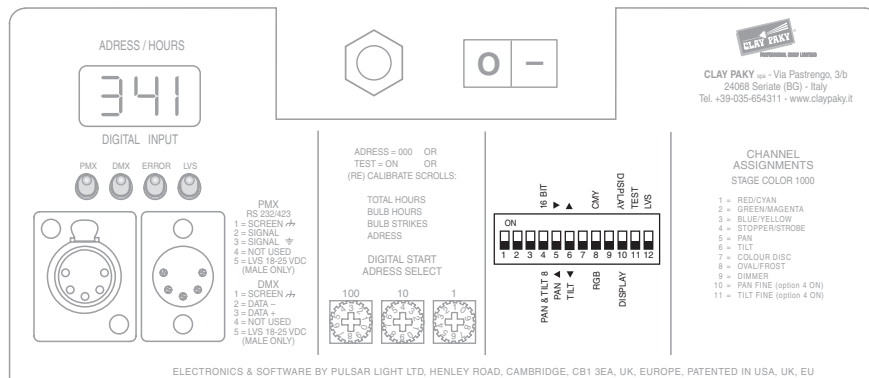 ADRESS / HOURS
341
DIGITAL INPUT
PMX DMX ERROR LVS
PMX
RS 232/423
1 = SCREEN
2 = SIGNAL
3 = SIGNAL
4 = NOT USED
5 = LVS 18-25 VDC
(MALE ONLY)
DMX
1 = SCREEN
2 = DATA –
3 = DATA +
4 = NOT USED
5 = LVS 18-25 VDC
(MALE ONLY)
O –
ADRESS = 000 OR
TEST = ON OR
(RE) CALIBRATE SCROLLS:
TOTAL HOURS
BULB HOURS
BULB STRIKES
ADRESS
DIGITAL START
ADRESS SELECT
100 10 1
16 BIT ▶ ▲ CMY DISPLAY TEST LVS
ON
1 2 3 4 5 6 7 8 9 10 11 12
PAN & TILT 8 PAN ◀ TILT ▼ RGB DISPLAY
CLAY PAKY
PROFESSIONAL SHOW LIGHTING
CLAY PAKY spa - Via Pastrengo, 3/b
24068 Seriate (BG) - Italy
Tel. +39-035-654311 - www.claypaky.it
CHANNEL
ASSIGNMENTS
STAGE COLOR 1000
1 = RED/CYAN
2 = GREEN/MAGENTA
3 = BLUE/YELLOW
4 = STOPPER/STROBE
5 = PAN
6 = TILT
7 = COLOUR DISC
8 = OVAL/FROST
9 = DIMMER
10 = PAN FINE (option 4 ON)
11 = TILT FINE (option 4 ON)
ELECTRONICS & SOFTWARE BY PULSAR LIGHT LTD, HENLEY ROAD, CAMBRIDGE, CB1 3EA, UK, EUROPE, PATENTED IN USA, UK, EU